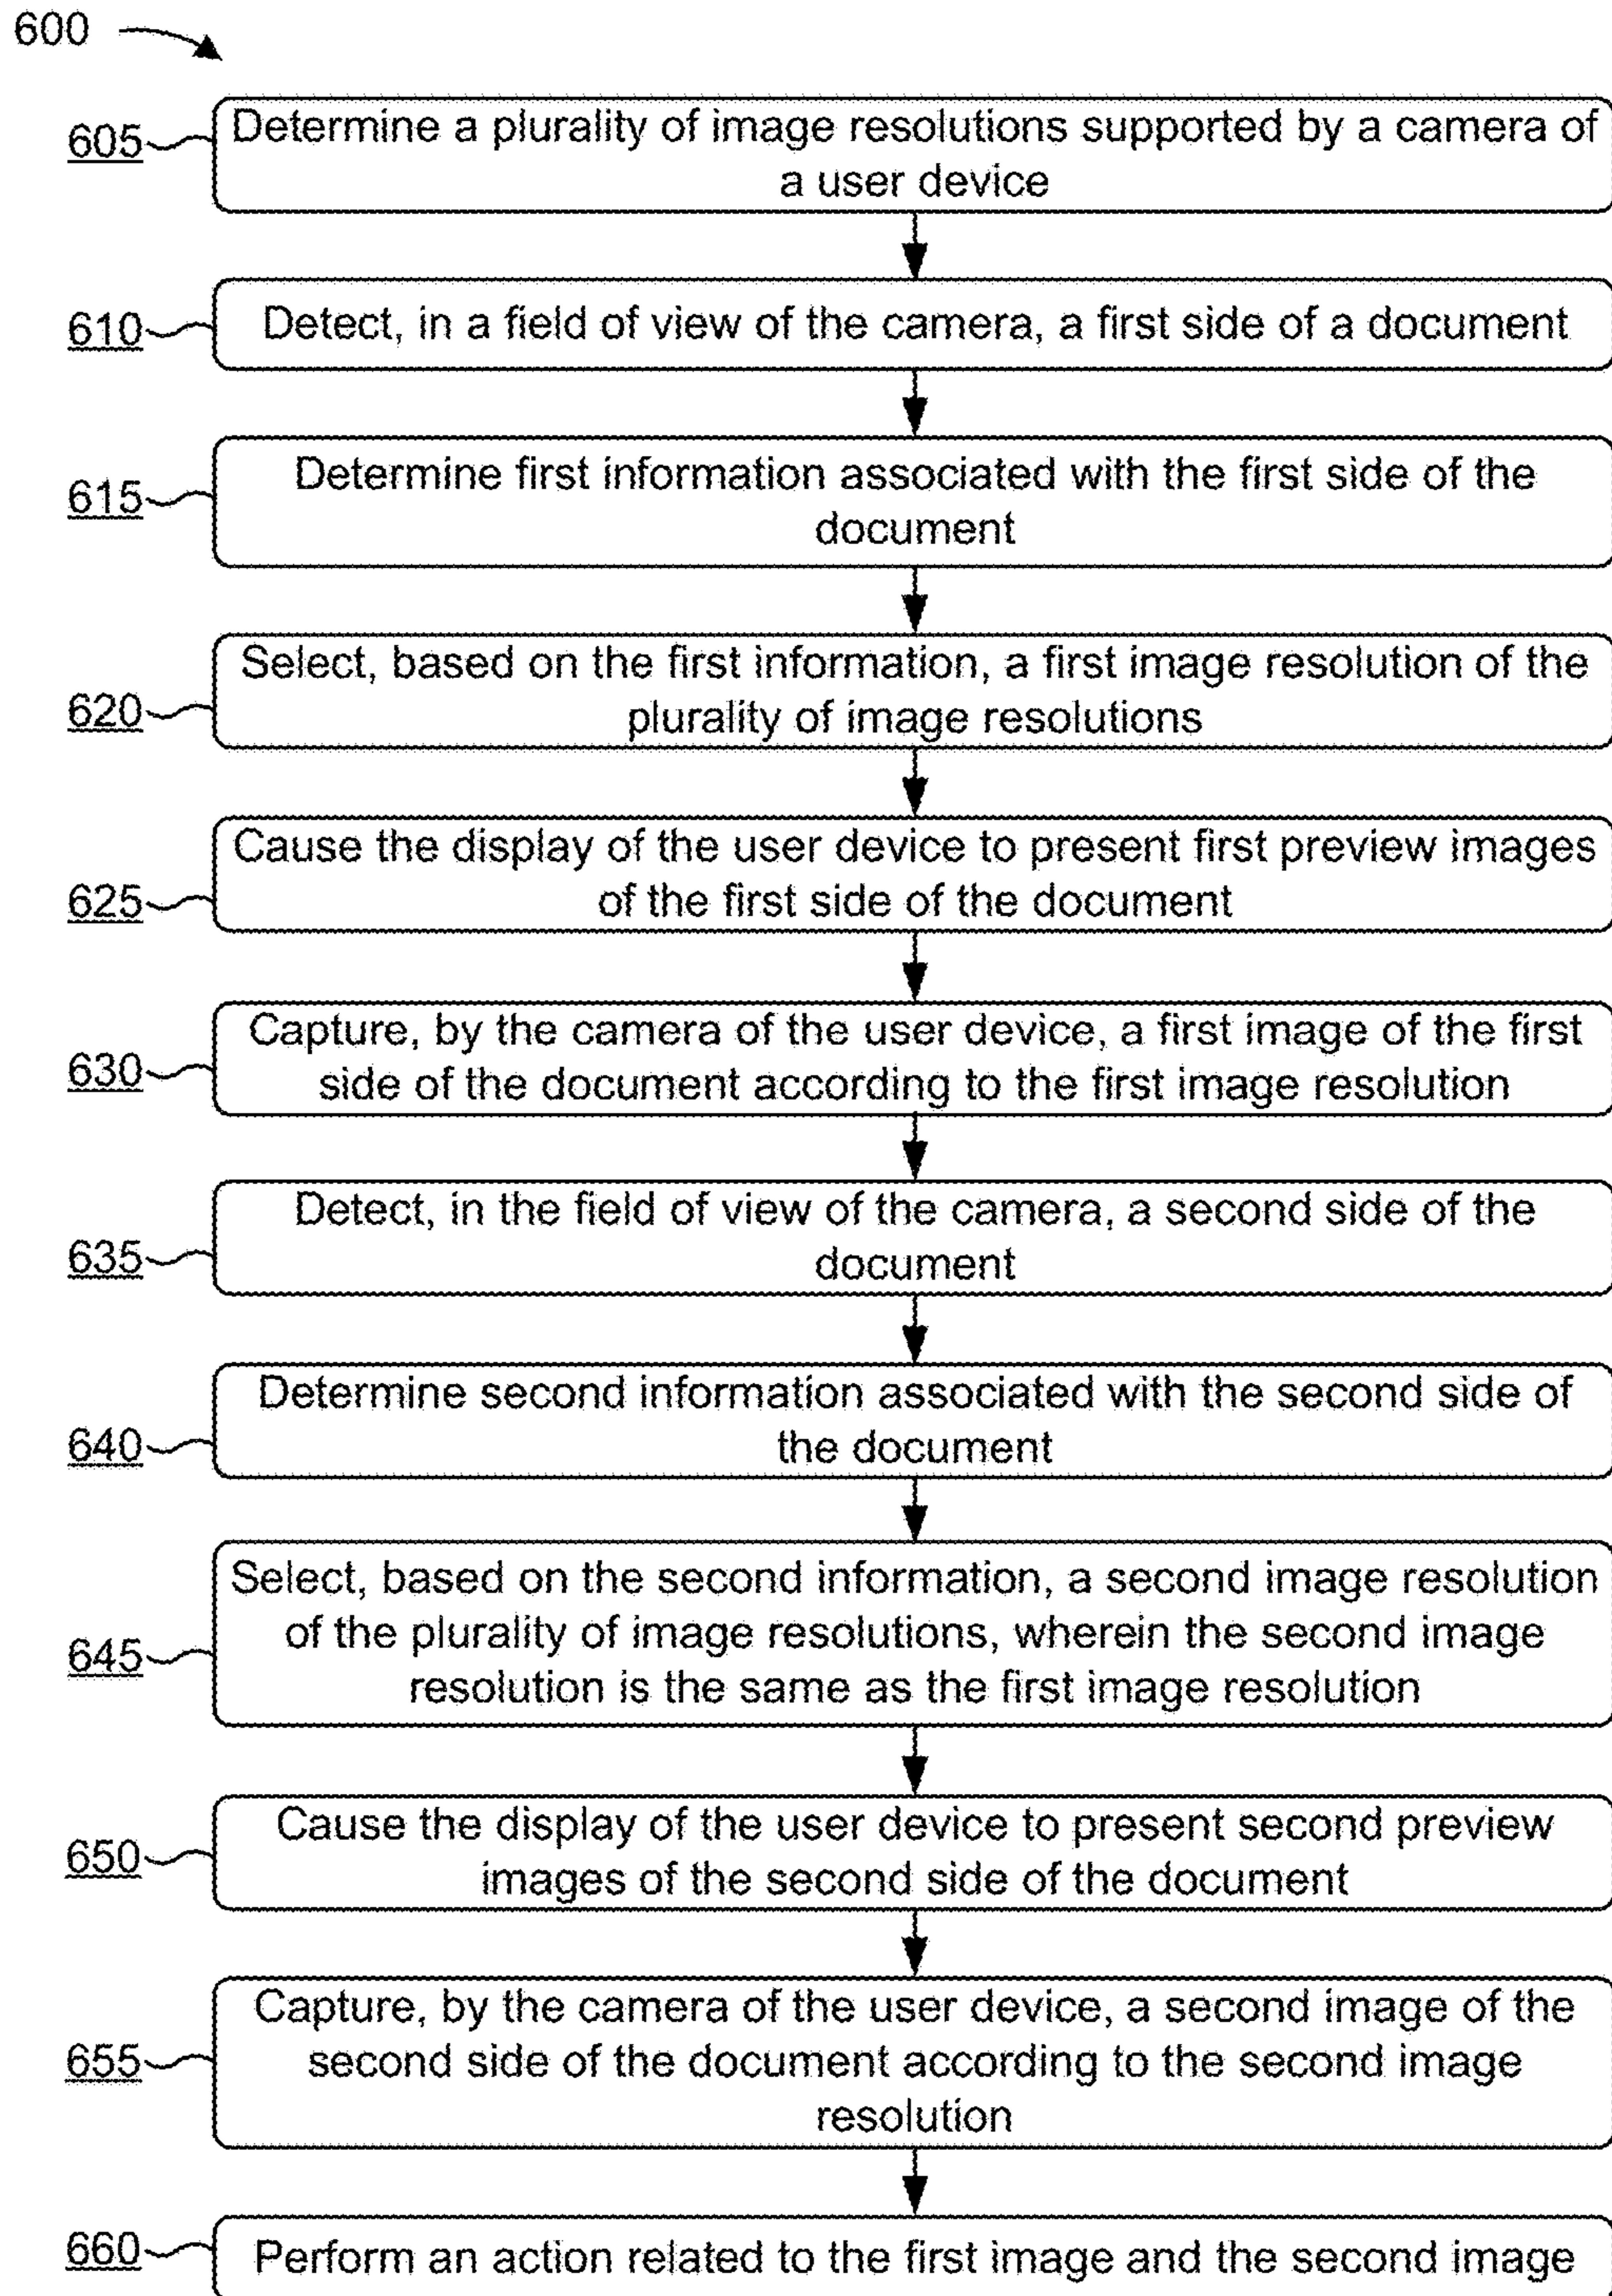 600
605
Determine a plurality of image resolutions supported by a camera of
a user device
610
Detect, in a field of view of the camera, a first side of a document
615
Determine first information associated with the first side of the
document
620
Select, based on the first information, a first image resolution of the
plurality of image resolutions
625
Cause the display of the user device to present first preview images
of the first side of the document
630
Capture, by the camera of the user device, a first image of the first
side of the document according to the first image resolution
635
Detect, in the field of view of the camera, a second side of the
document
640
Determine second information associated with the second side of
the document
645
Select, based on the second information, a second image resolution
of the plurality of image resolutions, wherein the second image
resolution is the same as the first image resolution
650
Cause the display of the user device to present second preview
images of the second side of the document
655
Capture, by the camera of the user device, a second image of the
second side of the document according to the second image
resolution
660
Perform an action related to the first image and the second image